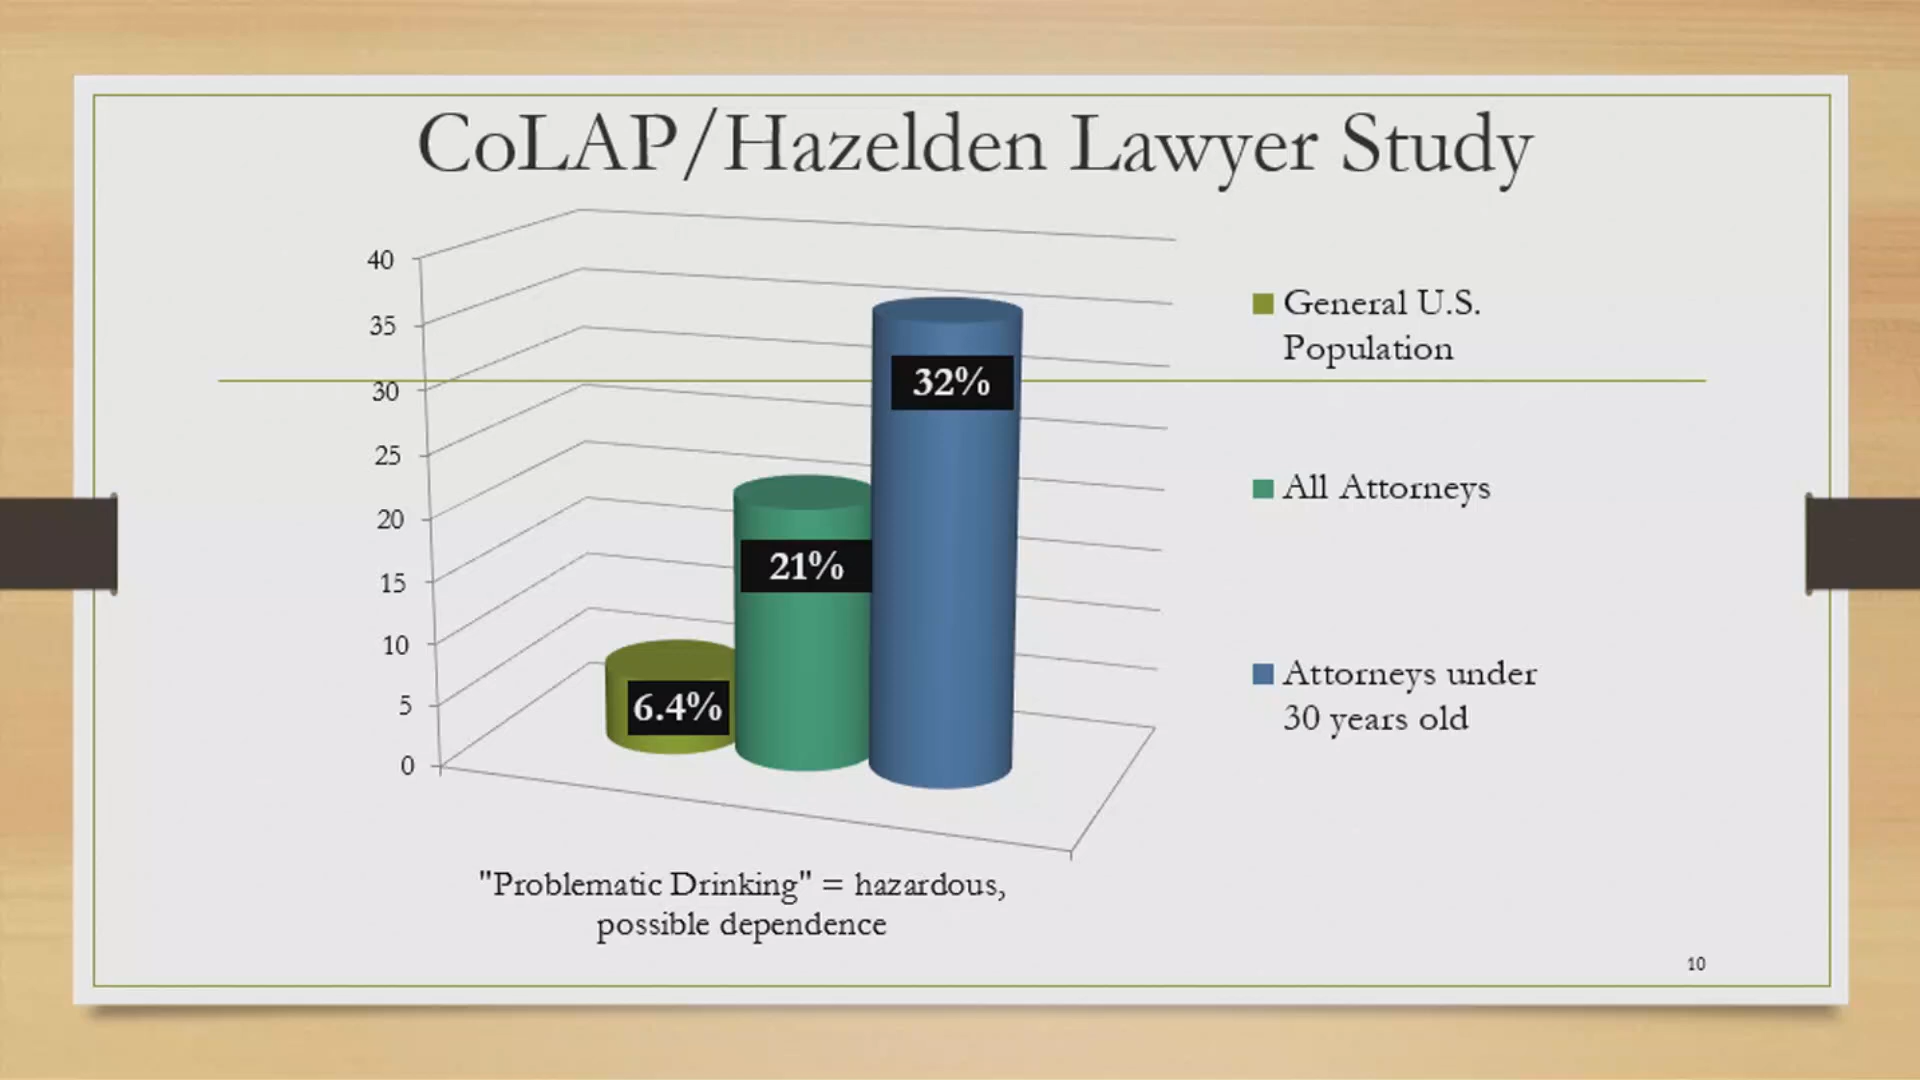 CoLAP/Hazelden Lawyer Study
40
35
30
25
20
15
10
5
0
6.4%
21%
32%
"Problematic Drinking" = hazardous,
possible dependence
General U.S.
Population
All Attorneys
Attorneys under
30 years old
10